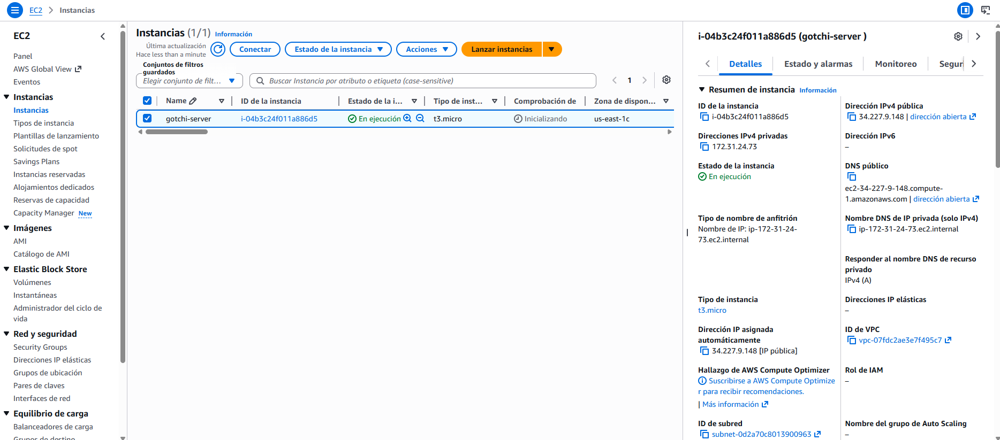 EC2
Instancias
EC2
Panel
AWS Global View
Eventos
Instancias
Instancias
Tipos de instancia
Plantillas de lanzamiento
Solicitudes de spot
Savings Plans
Instancias reservadas
Alojamientos dedicados
Reservas de capacidad
Capacity Manager New
Imágenes
AMI
Catálogo de AMI
Elastic Block Store
Volúmenes
Instantáneas
Administrador del ciclo de
vida
Red y seguridad
Security Groups
Direcciones IP elásticas
Grupos de ubicación
Pares de claves
Interfaces de red
Equilibrio de carga
Balanceadores de carga
Grupos de destino
Instancias (1/1) Información
Última actualización
Hace less than a minute
Conectar
Estado de la instancia
Acciones
Lanzar instancias
Conjuntos de filtros
guardados
Elegir conjunto de filt...
Buscar Instancia por atributo o etiqueta (case-sensitive)
1
Name ID de la instancia Estado de la i... Tipo de inst... Comprobación de Zona de dispon...
gotchi-server i-04b3c24f011a886d5 En ejecución t3.micro Inicializando us-east-1c
i-04b3c24f011a886d5 (gotchi-server )
Detalles Estado y alarmas Monitoreo Seguri
Resumen de instancia Información
ID de la instancia
i-04b3c24f011a886d5
Dirección IPv4 pública
34.227.9.148 | dirección abierta
Direcciones IPv4 privadas
172.31.24.73
Dirección IPv6
–
Estado de la instancia
En ejecución
DNS público
ec2-34-227-9-148.compute-
1.amazonaws.com | dirección abierta
Tipo de nombre de anfitrión
Nombre de IP: ip-172-31-24-
73.ec2.internal
Nombre DNS de IP privada (solo IPv4)
ip-172-31-24-73.ec2.internal
Responder al nombre DNS de recurso
privado
IPv4 (A)
Tipo de instancia
t3.micro
Direcciones IP elásticas
–
Dirección IP asignada
automáticamente
34.227.9.148 [IP pública]
ID de VPC
vpc-07fdc2ae3e7f495c7
Hallazgo de AWS Compute Optimizer
Suscribirse a AWS Compute Optimize
r para recibir recomendaciones.
| Más información
Rol de IAM
–
ID de subred
subnet-0d2a70c8013900963
Nombre del grupo de Auto Scaling
–